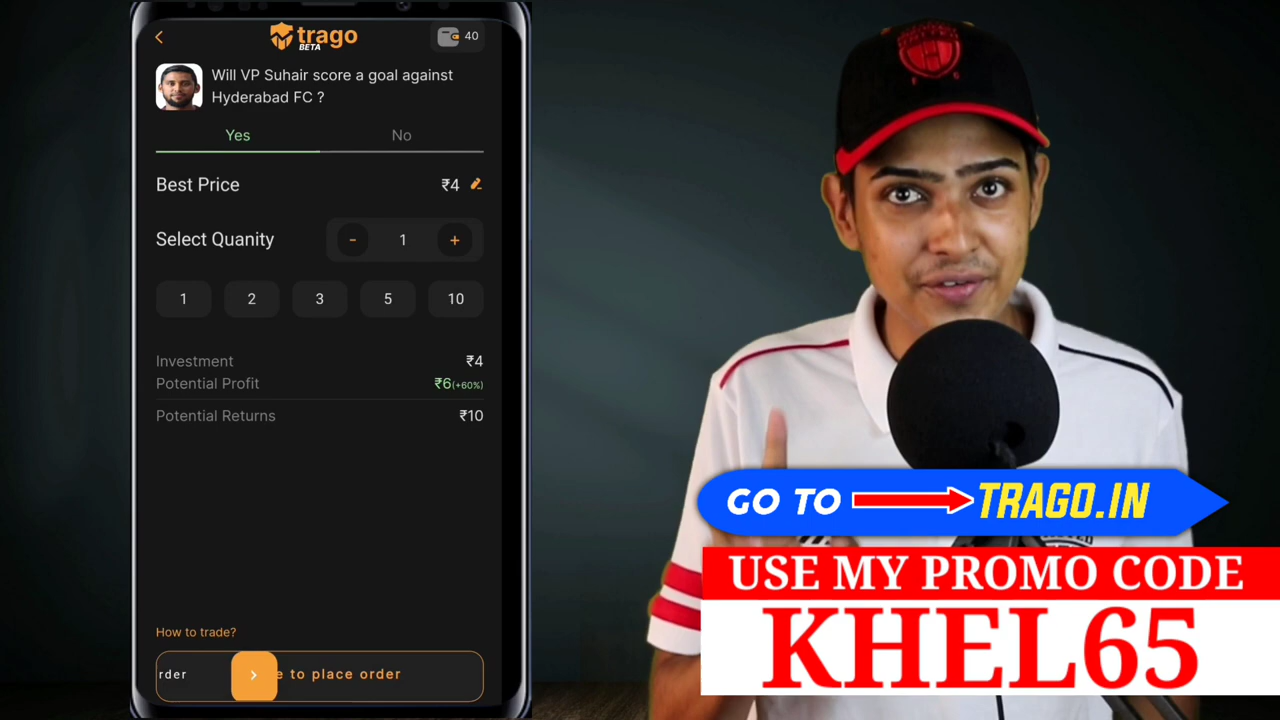 trago
BETA
40
Will VP Suhair score a goal against
Hyderabad FC ?
Yes
No
Best Price
₹4
Select Quanity
-
1
+
1
2
3
5
10
Investment
₹4
Potential Profit
₹6(+60%)
Potential Returns
₹10
How to trade?
rder
e to place order
GO TO
TRAGO.IN
USE MY PROMO CODE
KHEL65